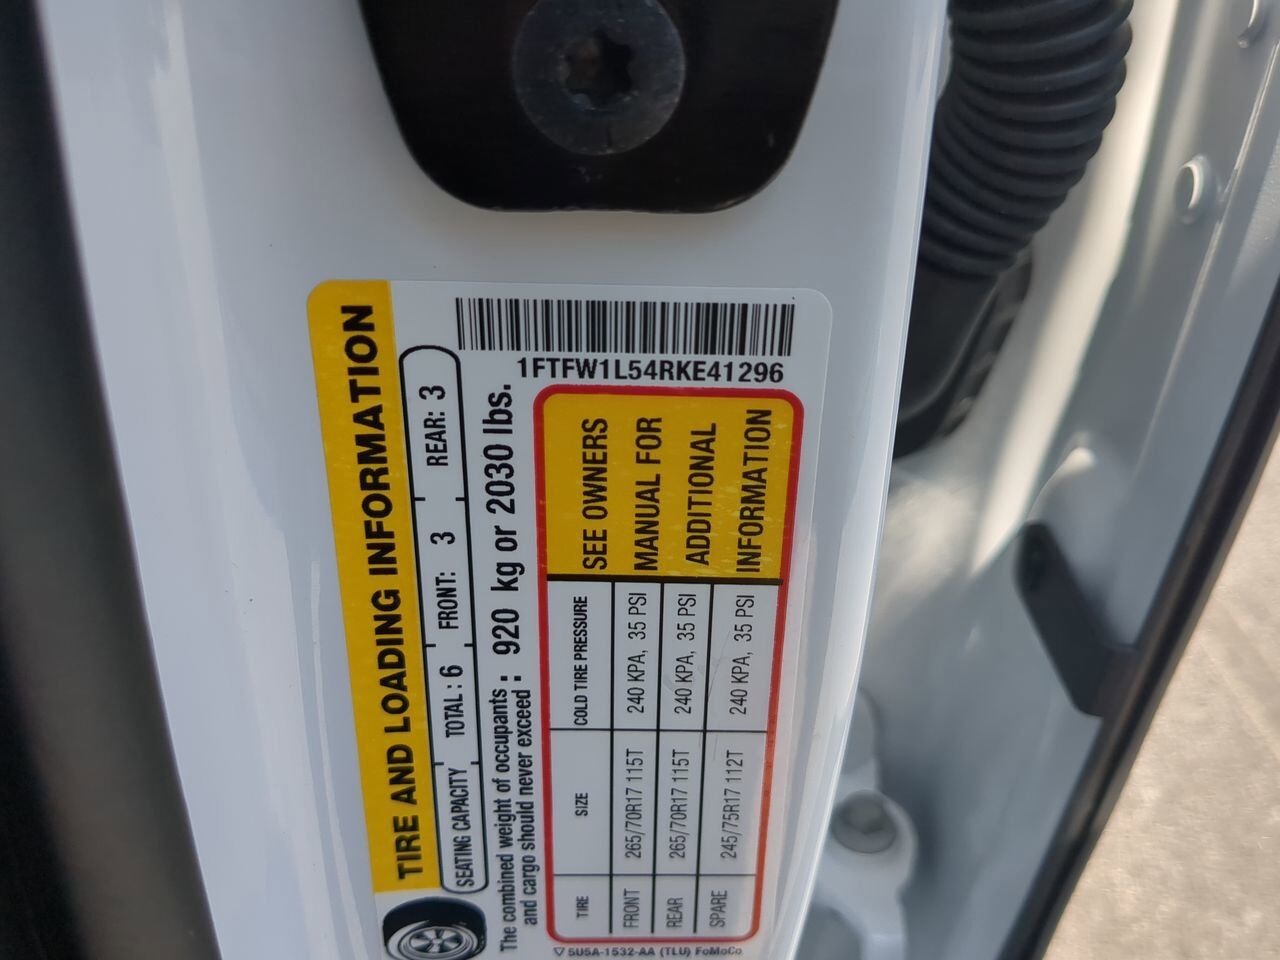 1FTFW1L54RKE41296
TIRE AND LOADING INFORMATION
SEATING CAPACITY TOTAL : 6 FRONT: 3 REAR: 3
The combined weight of occupants
and cargo should never exceed : 920 kg or 2030 lbs.
TIRE SIZE COLD TIRE PRESSURE
FRONT 265/70R17 115T 240 KPA, 35 PSI
REAR 265/70R17 115T 240 KPA, 35 PSI
SPARE 245/75R17 112T 240 KPA, 35 PSI
SEE OWNERS
MANUAL FOR
ADDITIONAL
INFORMATION
5U5A-1532-AA (TLU) FoMoCo